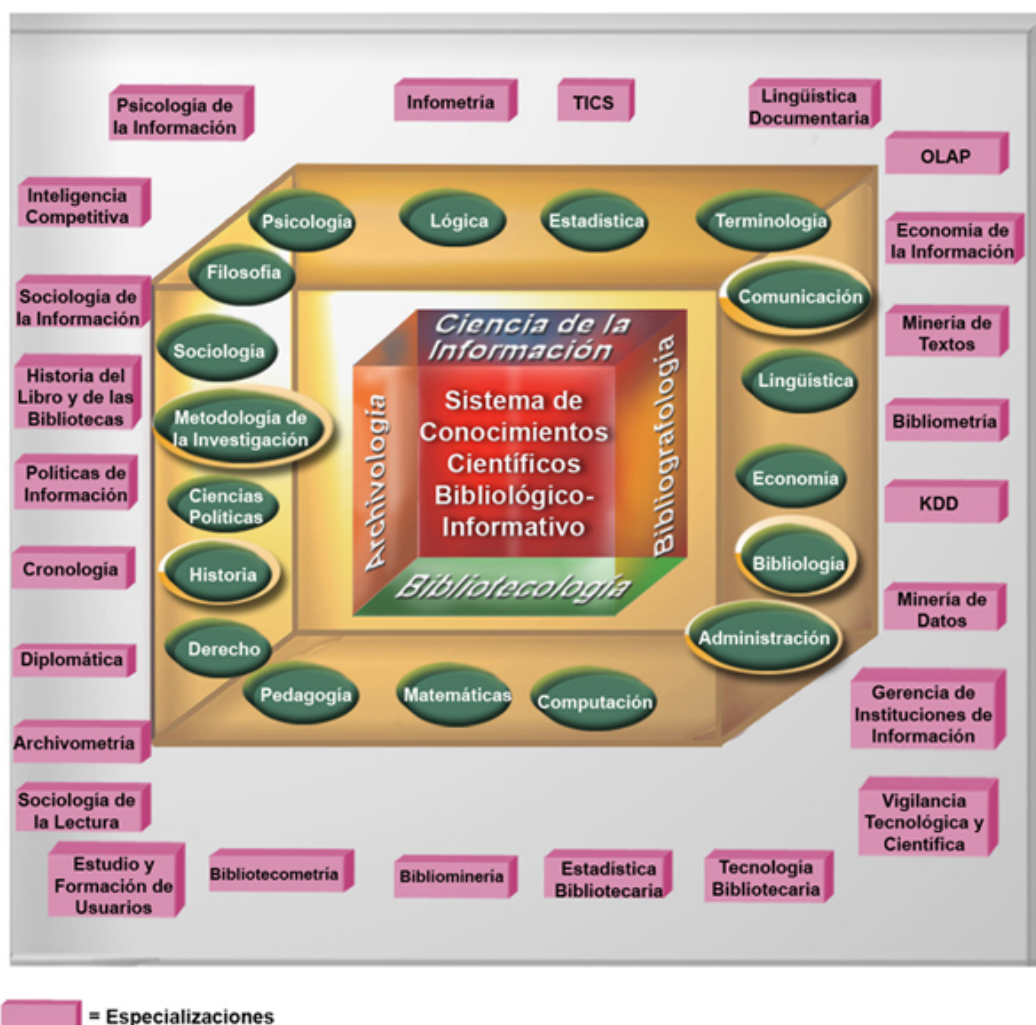 Psicología de
la Información
Infometría
TICS
Lingüística
Documentaria
OLAP
Inteligencia
Competitiva
Economía de
la Información
Sociología de
la Información
Minería de
Textos
Historia del
Libro y de las
Bibliotecas
Bibliometría
Políticas de
Información
KDD
Cronología
Minería de
Datos
Diplomática
Gerencia de
Instituciones de
Información
Archivometría
Sociología de
la Lectura
Vigilancia
Tecnológica y
Científica
Estudio y
Formación de
Usuarios
Bibliotecometría
Bibliominería
Estadística
Bibliotecaria
Tecnología
Bibliotecaria
Psicología
Lógica
Estadística
Terminología
Filosofía
Comunicación
Sociología
Lingüística
Metodología de
la Investigación
Economía
Ciencias
Políticas
Bibliología
Historia
Administración
Derecho
Pedagogía
Matemáticas
Computación
Ciencia de la
Información
Archivología
Sistema de
Conocimientos
Científicos
Bibliológico-
Informativo
Bibliografología
Bibliotecología
= Especializaciones